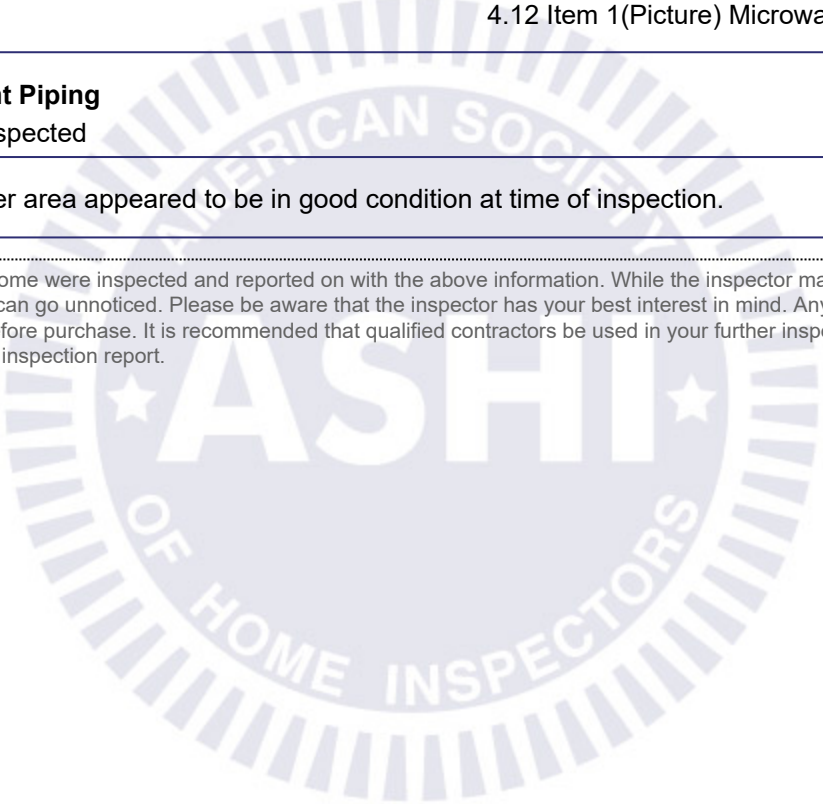 4.12 Item 1(Picture) Microwa
t Piping
spected
er area appeared to be in good condition at time of inspection.
ome were inspected and reported on with the above information. While the inspector ma
can go unnoticed. Please be aware that the inspector has your best interest in mind. Any
fore purchase. It is recommended that qualified contractors be used in your further inspe
inspection report.
AMERICAN SOCIETY
ASHI
OF HOME INSPECTORS